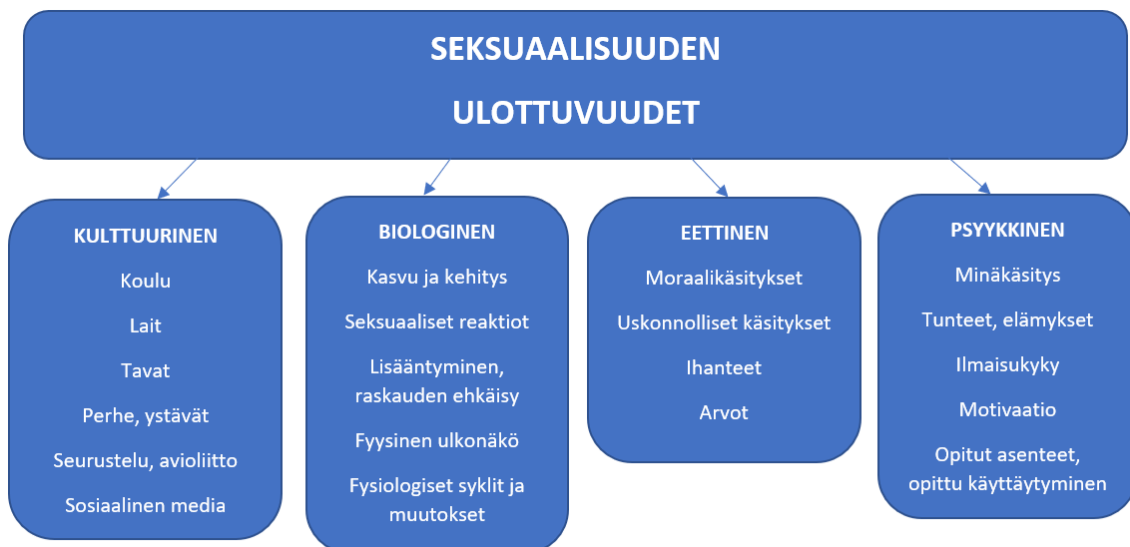 SEKSUAALISUUDEN
ULOTTUVUUDET
KULTTUURINEN
Koulu
Lait
Tavat
Perhe, ystävät
Seurustelu, avioliitto
Sosiaalinen media
BIOLOGINEN
Kasvu ja kehitys
Seksuaaliset reaktiot
Lisääntyminen,
raskauden ehkäisy
Fyysinen ulkonäkö
Fysiologiset syklit ja
muutokset
EETTINEN
Moraalikäsitykset
Uskonnolliset käsitykset
Ihanteet
Arvot
PSYYKKINEN
Minäkäsitys
Tunteet, elämykset
Ilmaisukyky
Motivaatio
Opitut asenteet,
opittu käyttäytyminen